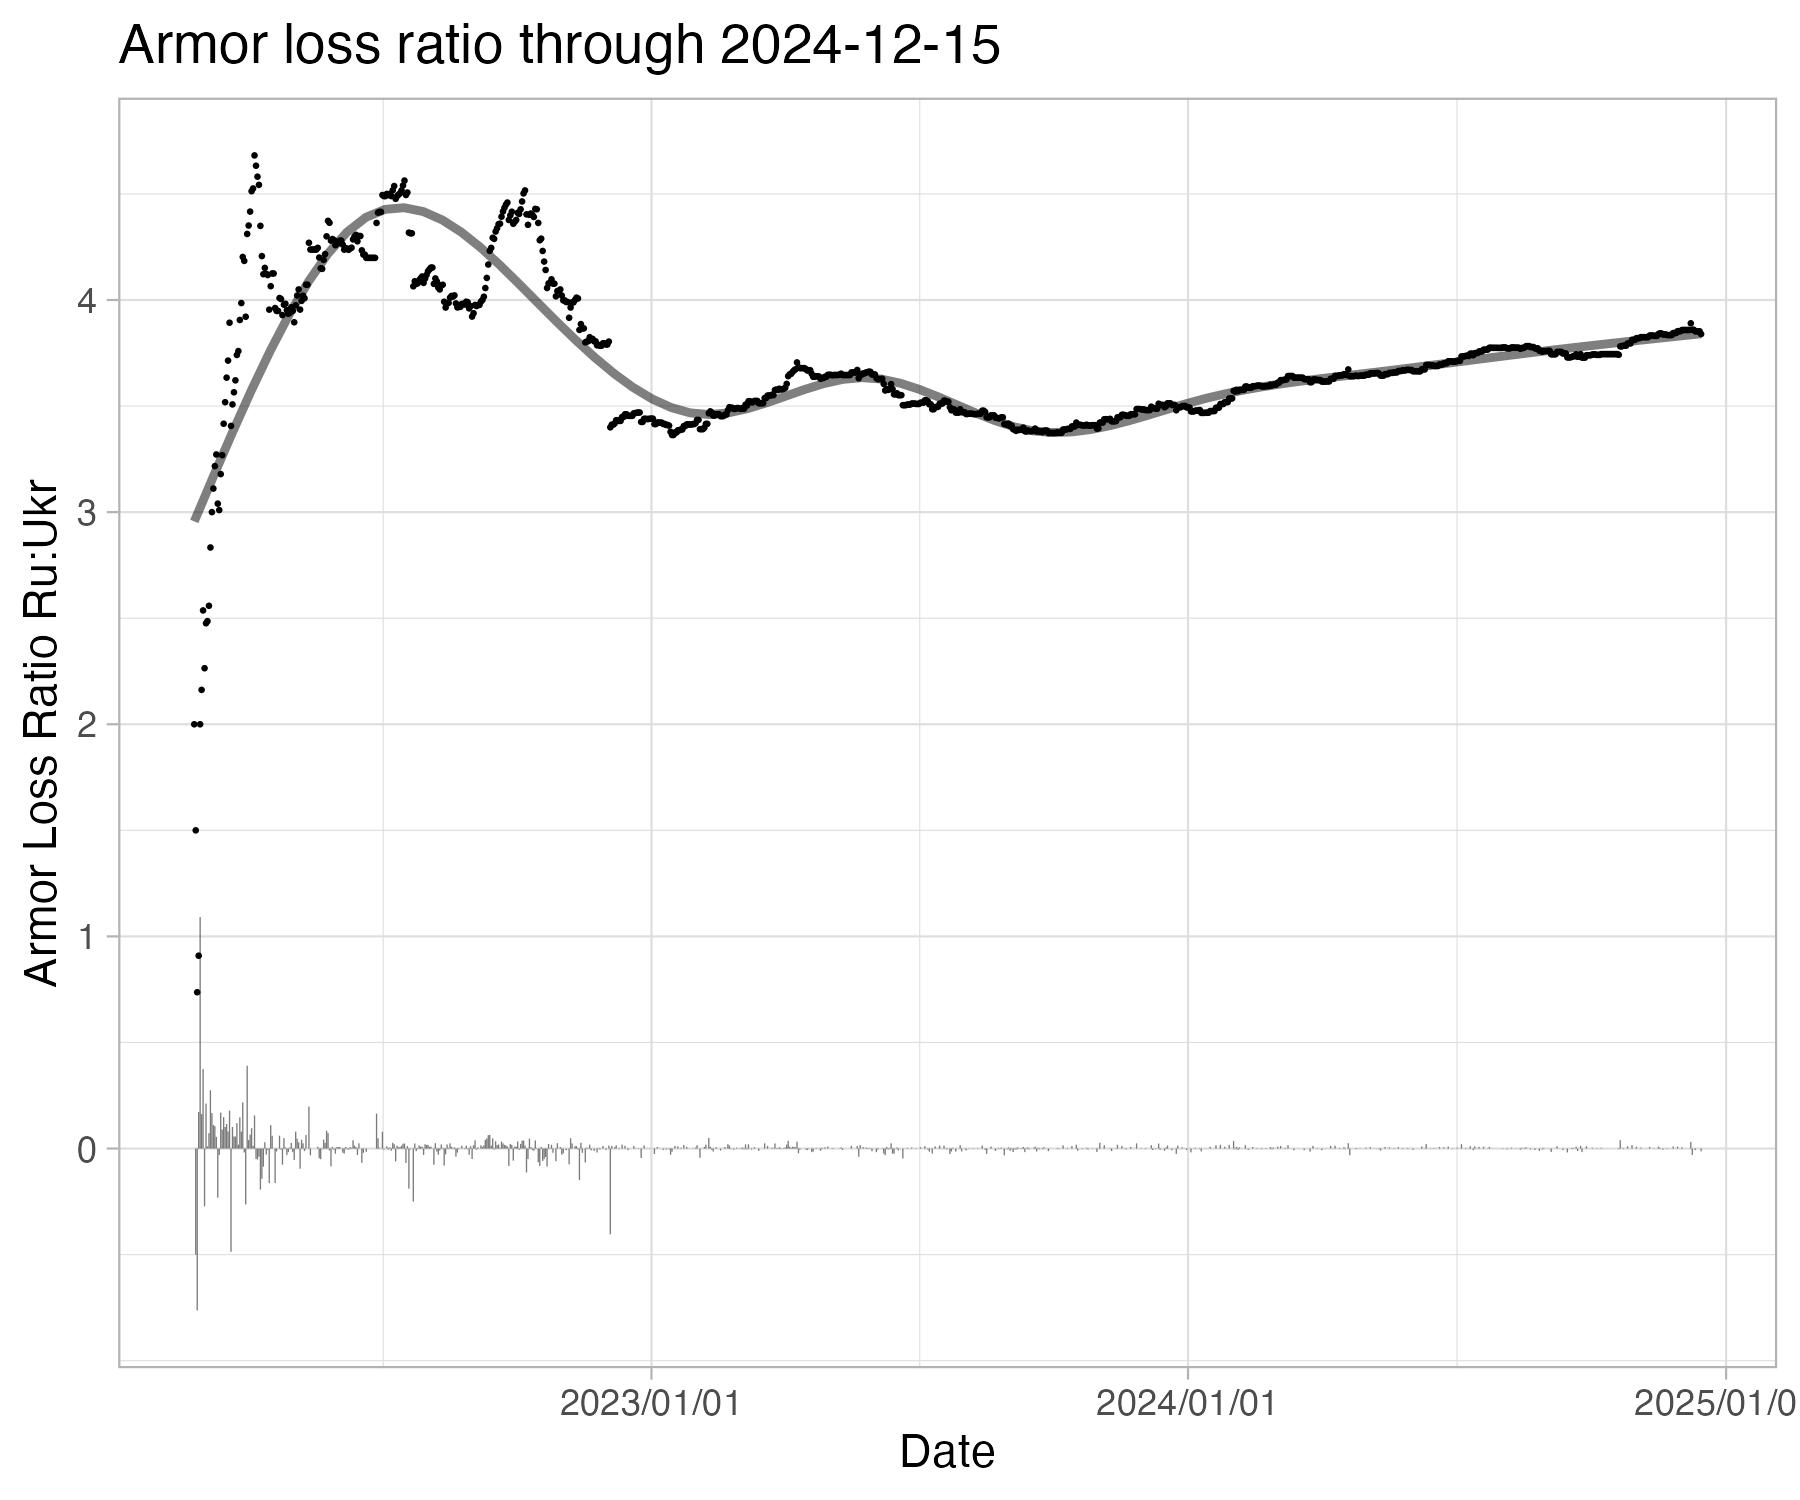 Armor loss ratio through 2024-12-15
Armor Loss Ratio Ru:Ukr
4
3
2
1
0
2023/01/01
2024/01/01
2025/01/0
Date